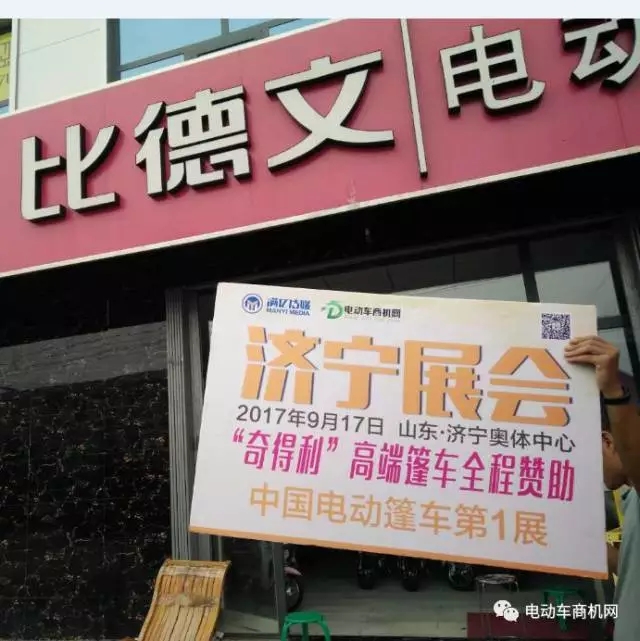 比德文 电动
满亿传媒
MANYI MEDIA
电动车商机网
济宁展会
2017年9月17日 山东·济宁奥体中心
“奇得利”高端篷车全程赞助
中国电动篷车第1展
电动车商机网